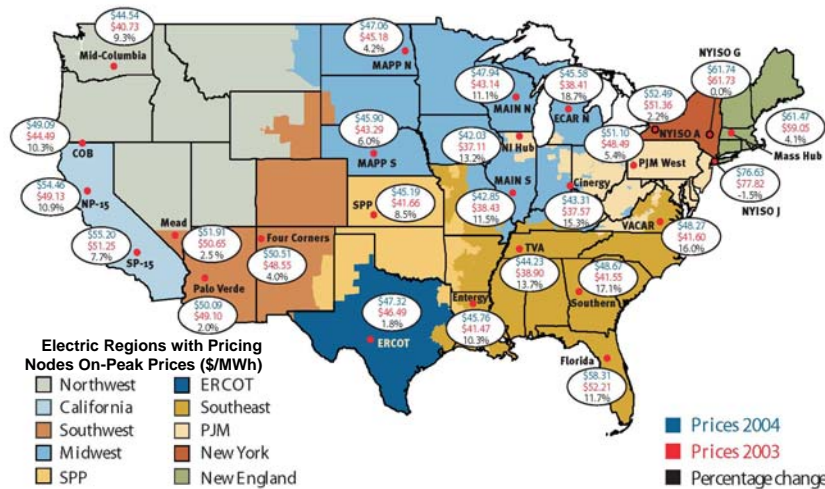 $44.54
$40.73
9.3%
Mid-Columbia
$47.06
$45.18
4.2%
MAPP N
$47.94
$43.14
11.1%
MAIN N
$45.58
$38.41
18.7%
ECAR N
NYISO G
$61.74
$61.73
0.0%
$52.49
$51.36
2.2%
NYISO A
$61.47
$59.05
4.1%
Mass Hub
$49.09
$44.49
10.3%
COB
$45.90
$43.29
6.0%
MAPP S
$42.03
$37.11
13.2%
NI Hub
$51.10
$48.49
5.4%
PJM West
$76.63
$77.82
-1.5%
NYISO J
$54.46
$49.13
10.9%
NP-15
$45.19
$41.66
8.5%
SPP
MAIN S
$42.85
$38.43
11.5%
Cinergy
$43.31
$37.57
15.3%
VACAR
$48.27
$41.60
16.0%
$55.20
$51.25
7.7%
SP-15
Mead
$51.91
$50.65
2.5%
Four Corners
$50.51
$48.55
4.0%
TVA
$44.23
$38.90
13.7%
$48.67
$41.55
17.1%
Southern
Palo Verde
$50.09
$49.10
2.0%
$47.32
$46.49
1.8%
ERCOT
Entergy
$45.76
$41.47
10.3%
Florida
$58.31
$52.21
11.7%
Electric Regions with Pricing
Nodes On-Peak Prices ($/MWh)
Northwest
California
Southwest
Midwest
SPP
ERCOT
Southeast
PJM
New York
New England
Prices 2004
Prices 2003
Percentage change